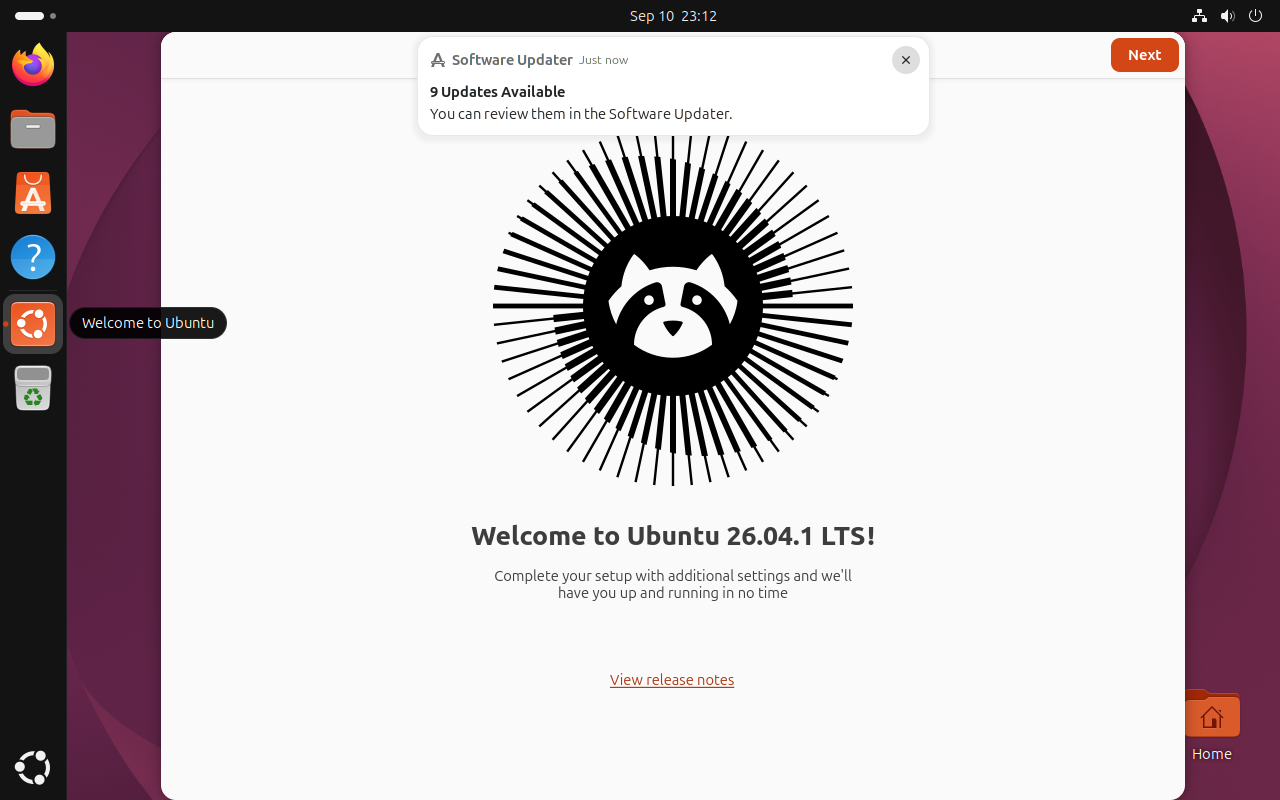 Sep 10 23:12
Next
Software Updater Just now
9 Updates Available
You can review them in the Software Updater.
Welcome to Ubuntu
Welcome to Ubuntu 26.04.1 LTS!
Complete your setup with additional settings and we'll
have you up and running in no time
View release notes
Home